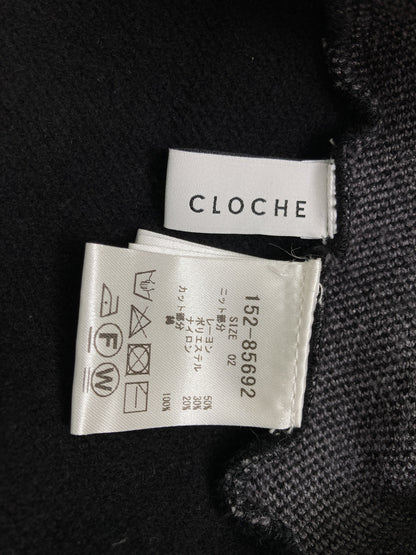 CLOCHE
152-85692
SIZE 02
ニット部分
レーヨン 50%
ポリエステル 30%
ナイロン 20%
カット部分
綿 100%
F W